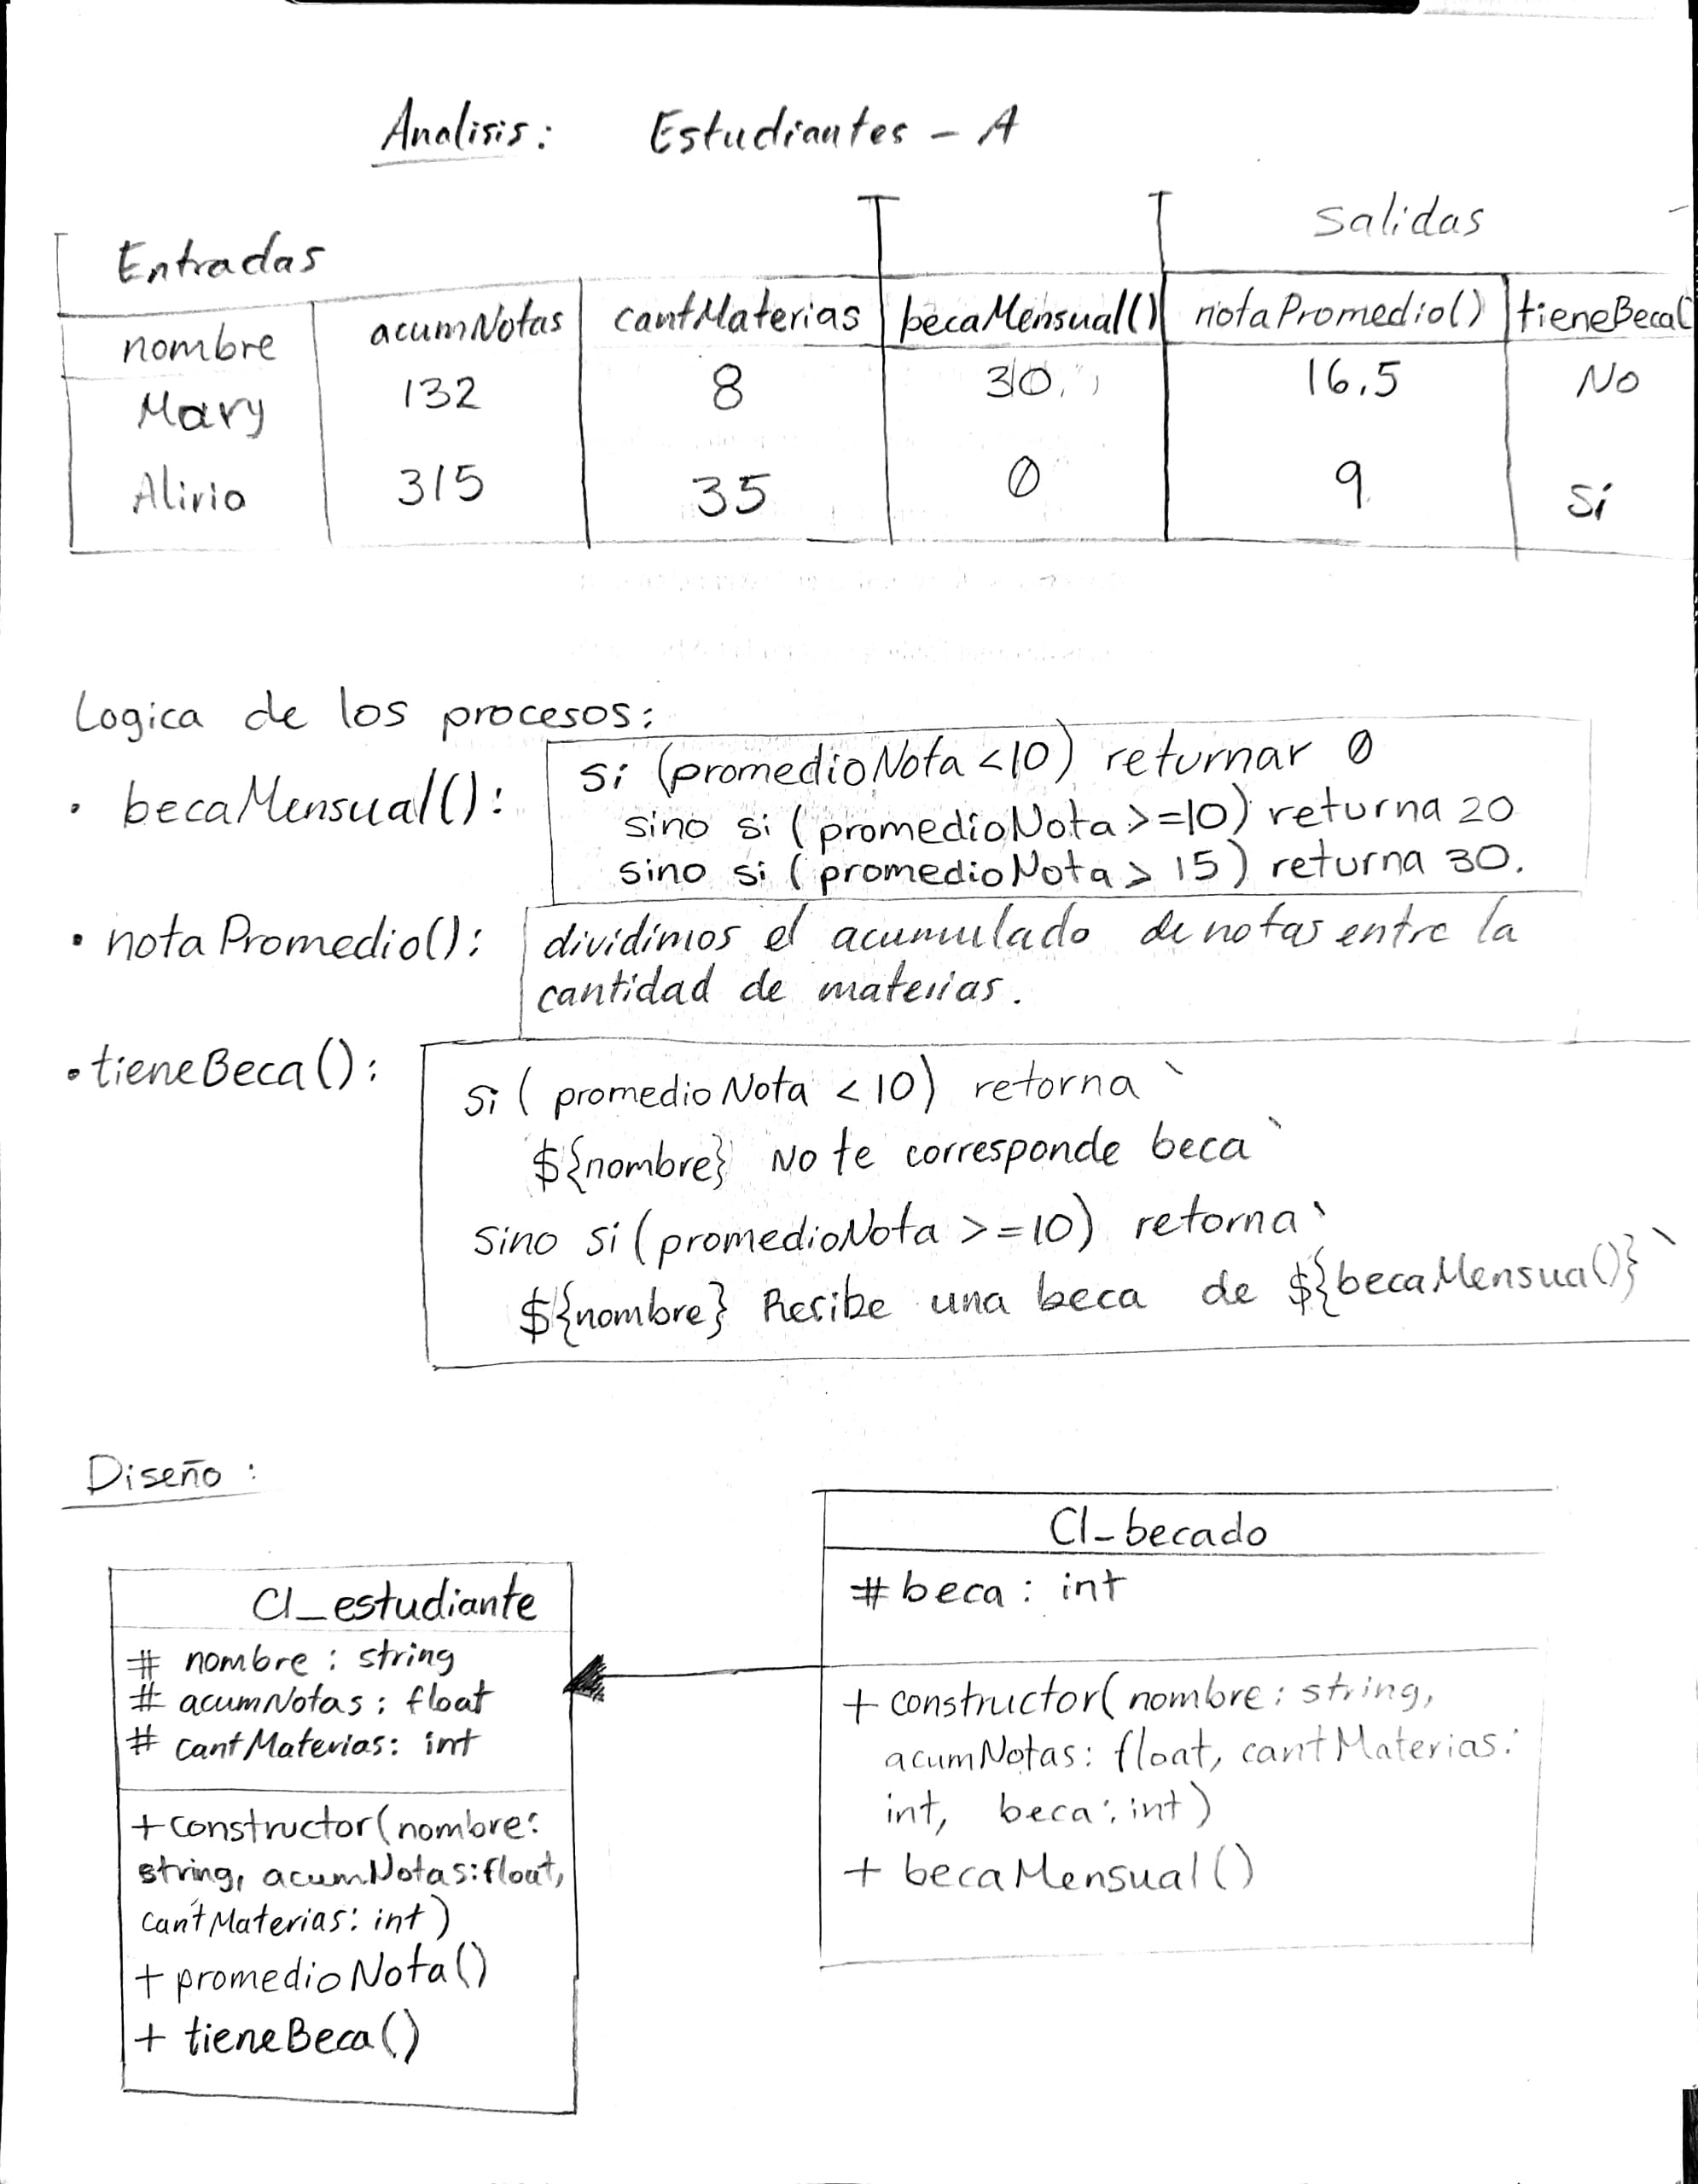 Analisis: Estudiantes - A
Salidas
Entradas
nombre acumNotas cantMaterias becaMensual() notaPromedio() tieneBeca(
Mary 132 8 30 16.5 No
Alirio 315 35 0 9 Si
Logica de los procesos:
• becaMensual():
si (promedioNota <10) returnar 0
sino si (promedioNota >=10) returna 20
sino si (promedioNota > 15) returna 30.
• notaPromedio():
dividimos el acumulado de notas entre la
cantidad de materias.
• tieneBeca():
si ( promedioNota < 10) retorna `
${nombre} No te corresponde beca`
sino si (promedioNota >=10) retorna `
${nombre} Recibe una beca de ${becaMensua()}`
Diseño :
Cl_estudiante
# nombre : string
# acumNotas : float
# cantMaterias: int
+constructor(nombre:
string, acumNotas:float,
cantMaterias: int)
+ promedioNota()
+ tieneBeca()
Cl_becado
# beca : int
+ constructor(nombre: string,
acumNotas: float, cantMaterias:
int, beca: int)
+ becaMensual()